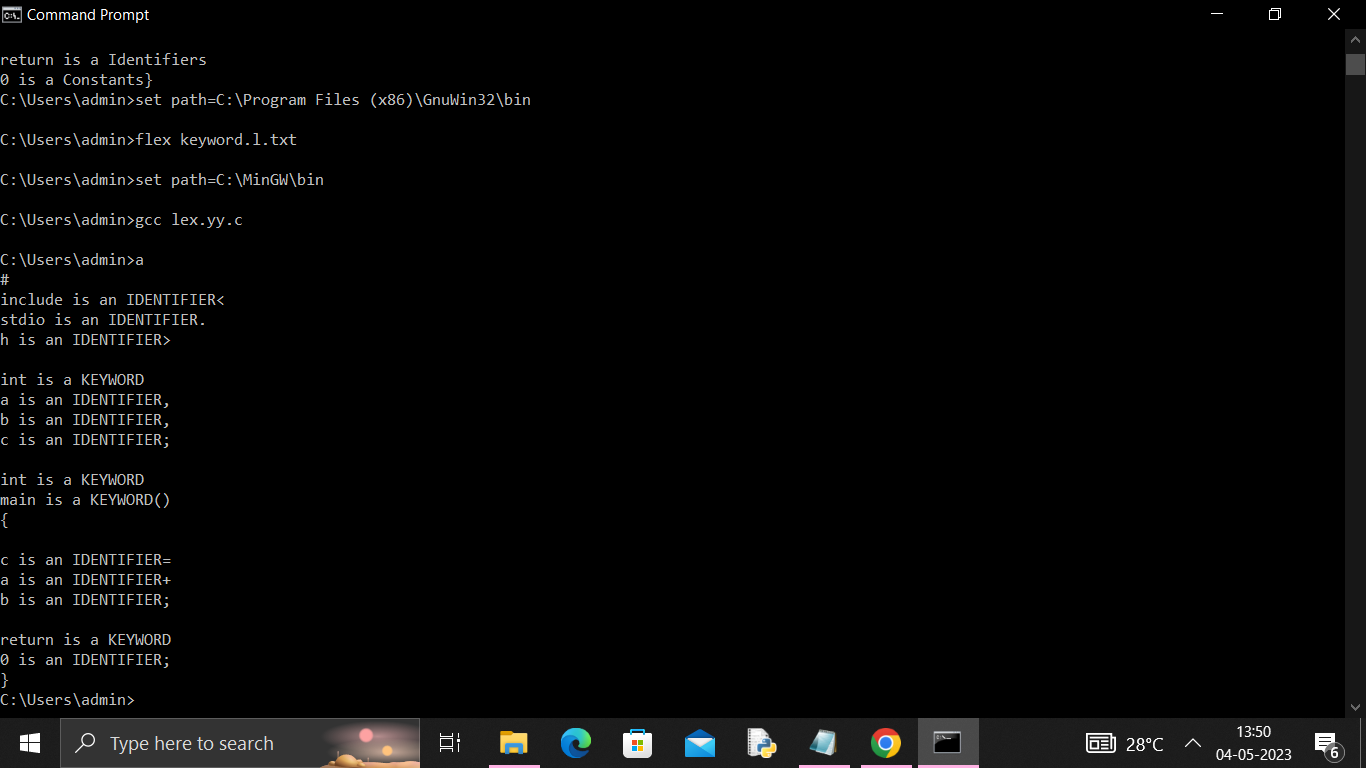 Command Prompt
return is a Identifiers
0 is a Constants}
C:\Users\admin>set path=C:\Program Files (x86)\GnuWin32\bin
C:\Users\admin>flex keyword.l.txt
C:\Users\admin>set path=C:\MinGW\bin
C:\Users\admin>gcc lex.yy.c
C:\Users\admin>a
#
include is an IDENTIFIER<
stdio is an IDENTIFIER.
h is an IDENTIFIER>
int is a KEYWORD
a is an IDENTIFIER,
b is an IDENTIFIER,
c is an IDENTIFIER;
int is a KEYWORD
main is a KEYWORD()
{
c is an IDENTIFIER=
a is an IDENTIFIER+
b is an IDENTIFIER;
return is a KEYWORD
0 is an IDENTIFIER;
}
C:\Users\admin>
Type here to search
28°C
13:50
04-05-2023
6